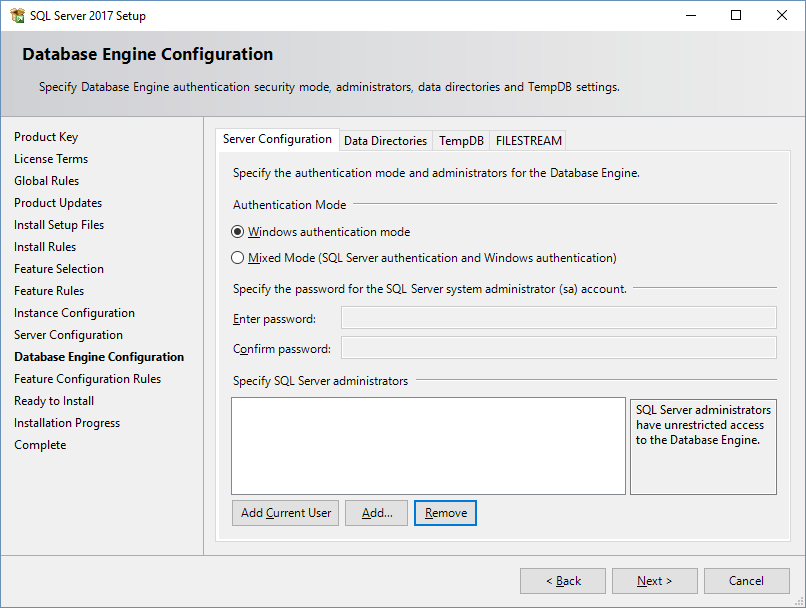 SQL Server 2017 Setup
Database Engine Configuration
Specify Database Engine authentication security mode, administrators, data directories and TempDB settings.
Product Key
License Terms
Global Rules
Product Updates
Install Setup Files
Install Rules
Feature Selection
Feature Rules
Instance Configuration
Server Configuration
Database Engine Configuration
Feature Configuration Rules
Ready to Install
Installation Progress
Complete
Server Configuration Data Directories TempDB FILESTREAM
Specify the authentication mode and administrators for the Database Engine.
Authentication Mode
Windows authentication mode
Mixed Mode (SQL Server authentication and Windows authentication)
Specify the password for the SQL Server system administrator (sa) account.
Enter password:
Confirm password:
Specify SQL Server administrators
SQL Server administrators
have unrestricted access
to the Database Engine.
Add Current User Add... Remove
< Back Next > Cancel